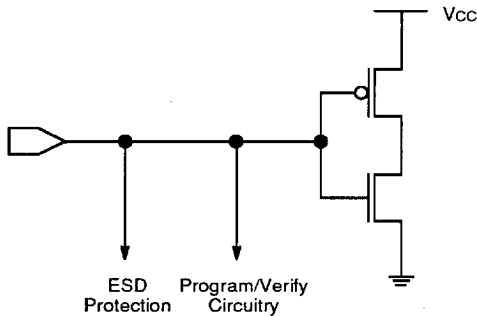 Vcc
ESD
Protection
Program/Verify
Circuitry